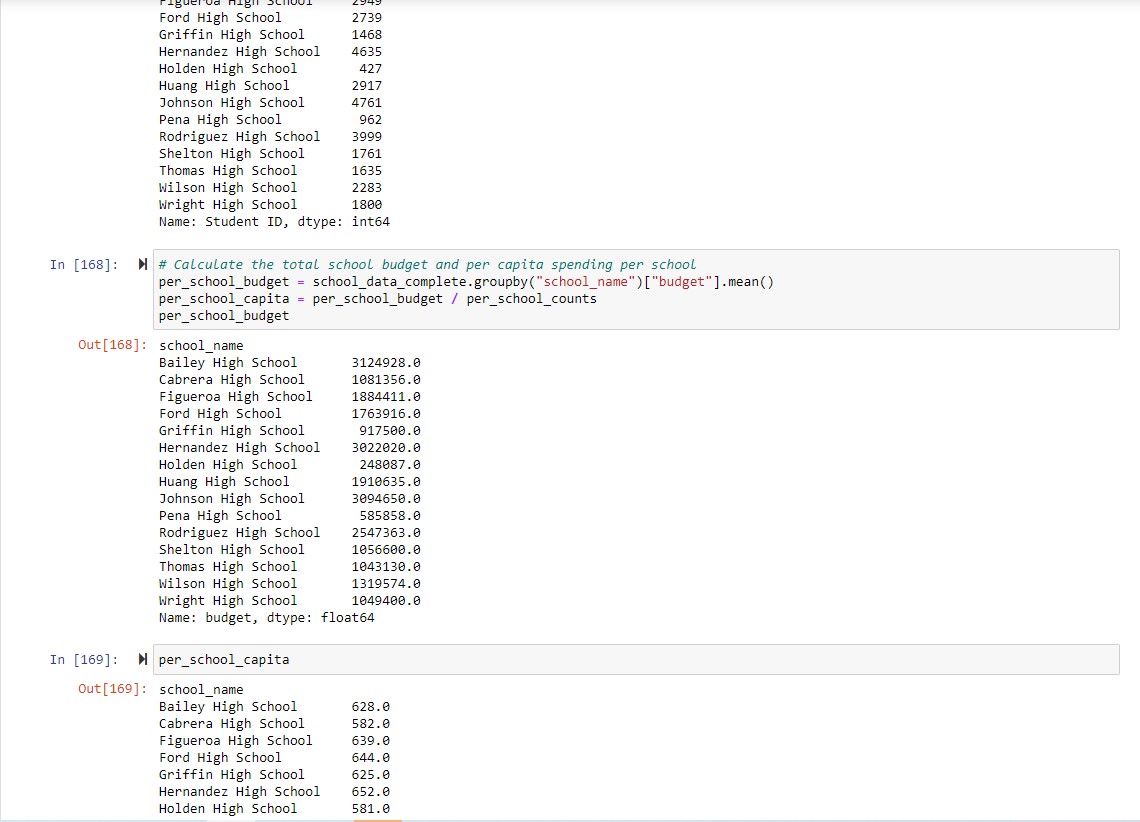 Figueroa High School 2949
Ford High School 2739
Griffin High School 1468
Hernandez High School 4635
Holden High School 427
Huang High School 2917
Johnson High School 4761
Pena High School 962
Rodriguez High School 3999
Shelton High School 1761
Thomas High School 1635
Wilson High School 2283
Wright High School 1800
Name: Student ID, dtype: int64
In [168]: # Calculate the total school budget and per capita spending per school
per_school_budget = school_data_complete.groupby("school_name")["budget"].mean()
per_school_capita = per_school_budget / per_school_counts
per_school_budget
Out[168]: school_name
Bailey High School 3124928.0
Cabrera High School 1081356.0
Figueroa High School 1884411.0
Ford High School 1763916.0
Griffin High School 917500.0
Hernandez High School 3022020.0
Holden High School 248087.0
Huang High School 1910635.0
Johnson High School 3094650.0
Pena High School 585858.0
Rodriguez High School 2547363.0
Shelton High School 1056600.0
Thomas High School 1043130.0
Wilson High School 1319574.0
Wright High School 1049400.0
Name: budget, dtype: float64
In [169]: per_school_capita
Out[169]: school_name
Bailey High School 628.0
Cabrera High School 582.0
Figueroa High School 639.0
Ford High School 644.0
Griffin High School 625.0
Hernandez High School 652.0
Holden High School 581.0